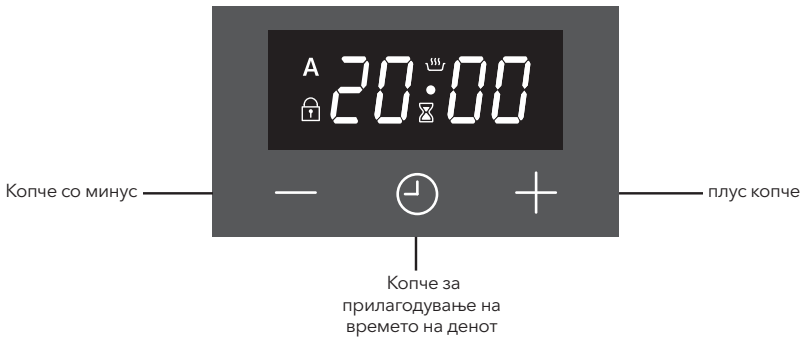 A 20:00
Копче со минус
плус копче
Копче за
прилагодување на
времето на денот